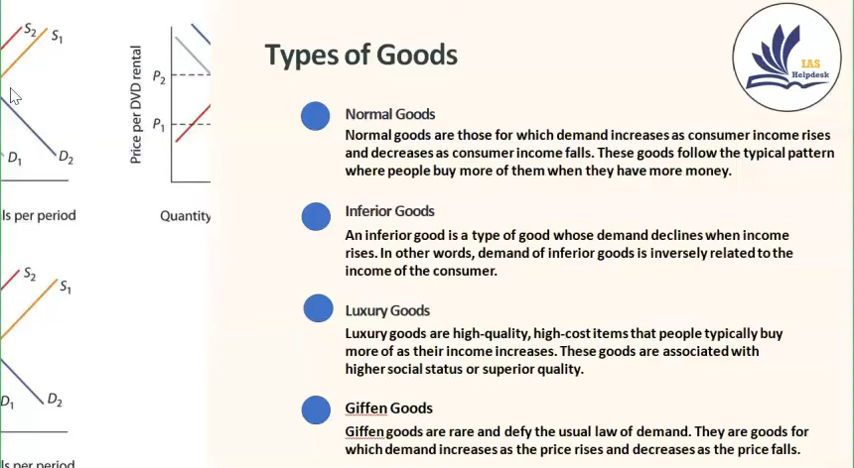 S2
S1
D1
D2
ls per period
Price per DVD rental
P2
P1
Quantity
S2
S1
D1
D2
ls per period
Types of Goods
IAS
Helpdesk
Normal Goods
Normal goods are those for which demand increases as consumer income rises
and decreases as consumer income falls. These goods follow the typical pattern
where people buy more of them when they have more money.
Inferior Goods
An inferior good is a type of good whose demand declines when income
rises. In other words, demand of inferior goods is inversely related to the
income of the consumer.
Luxury Goods
Luxury goods are high-quality, high-cost items that people typically buy
more of as their income increases. These goods are associated with
higher social status or superior quality.
Giffen Goods
Giffen goods are rare and defy the usual law of demand. They are goods for
which demand increases as the price rises and decreases as the price falls.